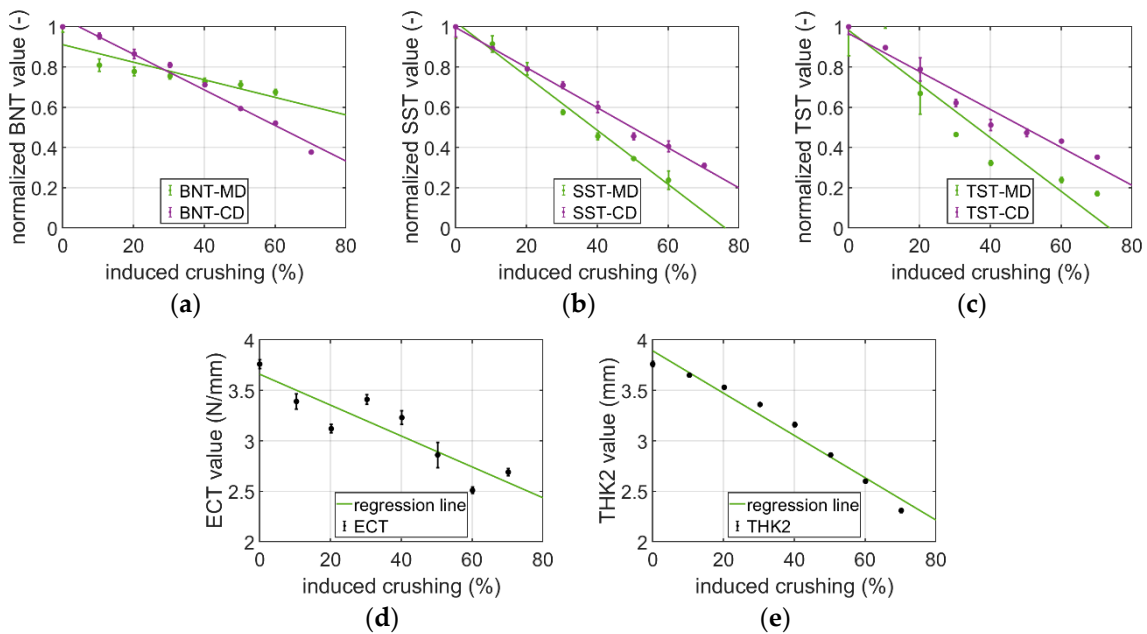 normalized BNT value (-)
1
0.8
0.6
0.4
0.2
0
BNT-MD
BNT-CD
0 20 40 60 80
induced crushing (%)
(a)
normalized SST value (-)
1
0.8
0.6
0.4
0.2
0
SST-MD
SST-CD
0 20 40 60 80
induced crushing (%)
(b)
normalized TST value (-)
1
0.8
0.6
0.4
0.2
0
TST-MD
TST-CD
0 20 40 60 80
induced crushing (%)
(c)
ECT value (N/mm)
4
3.5
3
2.5
2
regression line
ECT
0 20 40 60 80
induced crushing (%)
(d)
THK2 value (mm)
4
3.5
3
2.5
2
regression line
THK2
0 20 40 60 80
induced crushing (%)
(e)